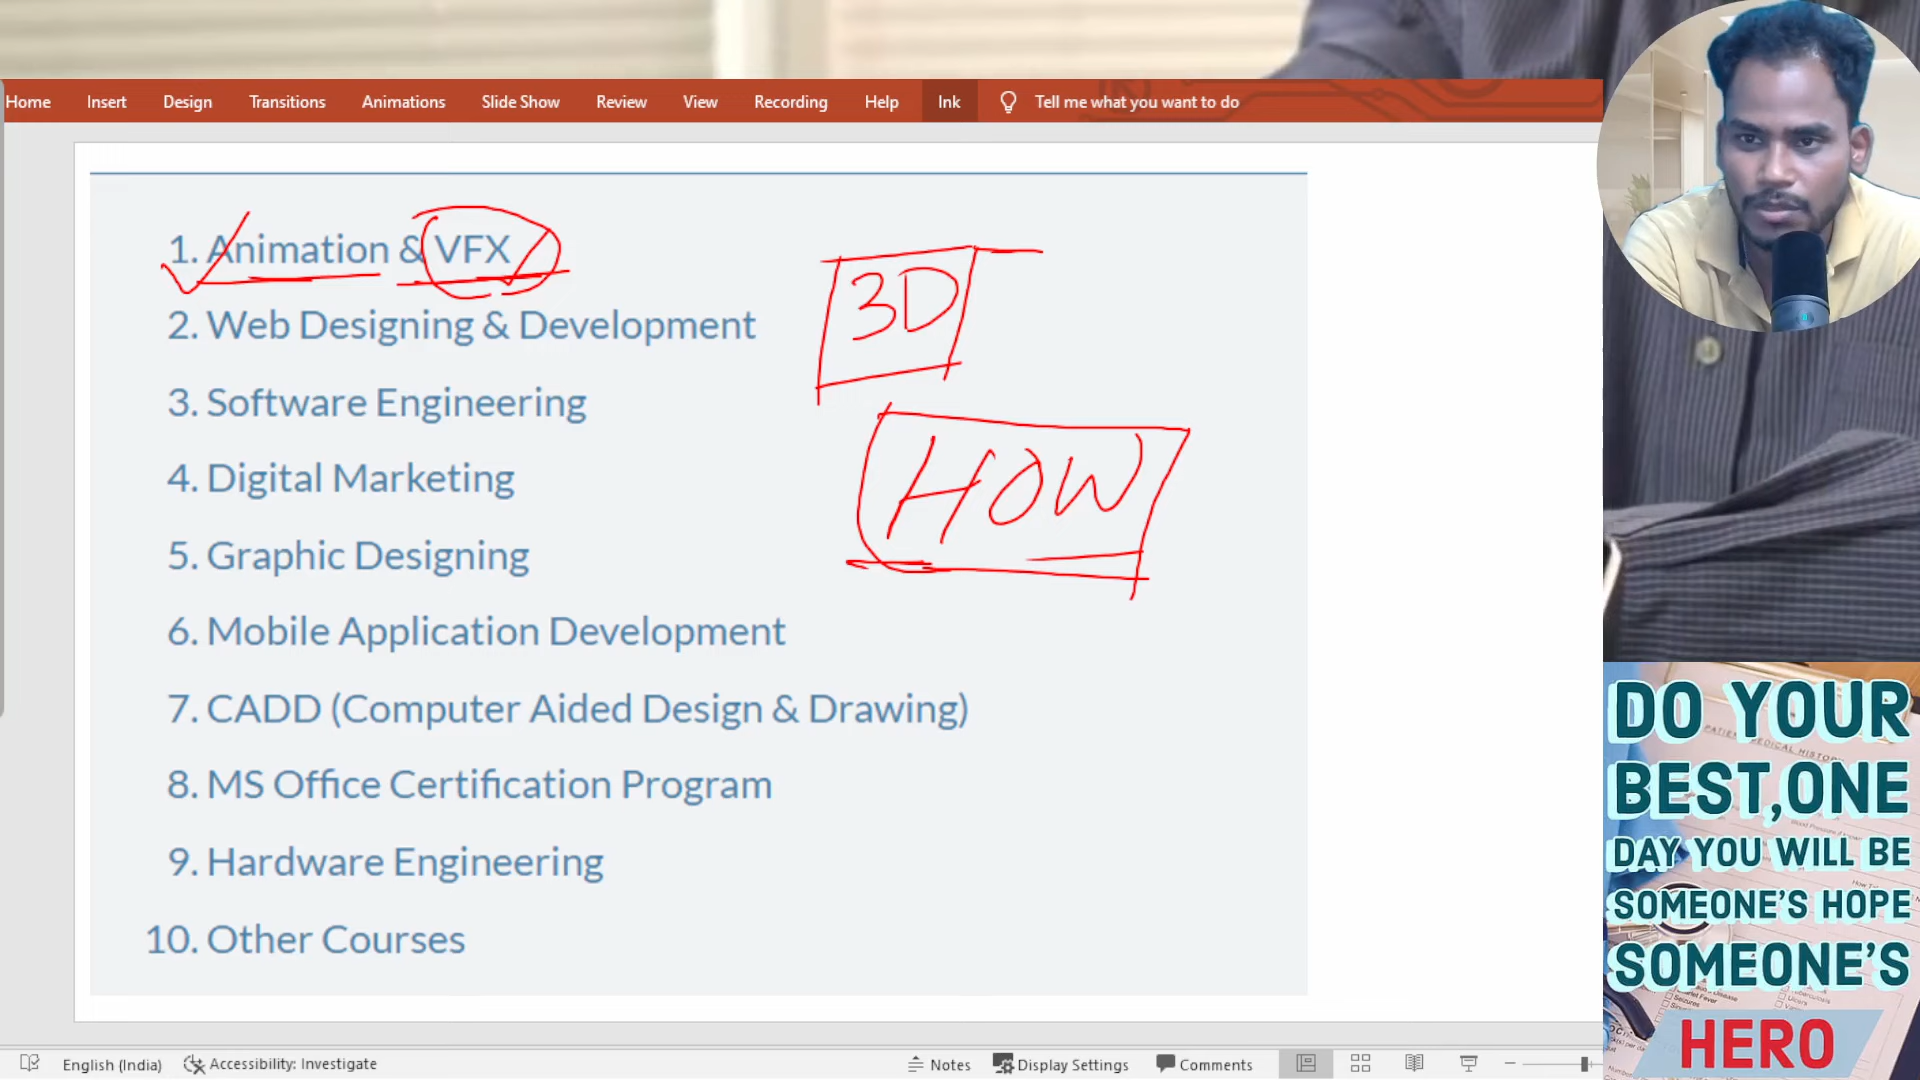 Home Insert Design Transitions Animations Slide Show Review View Recording Help Ink Tell me what you want to do
1. Animation & VFX
2. Web Designing & Development
3. Software Engineering
4. Digital Marketing
5. Graphic Designing
6. Mobile Application Development
7. CADD (Computer Aided Design & Drawing)
8. MS Office Certification Program
9. Hardware Engineering
10. Other Courses
3D
HOW
DO YOUR
BEST,ONE
DAY YOU WILL BE
SOMEONE'S HOPE
SOMEONE'S
HERO
English (India) Accessibility: Investigate Notes Display Settings Comments